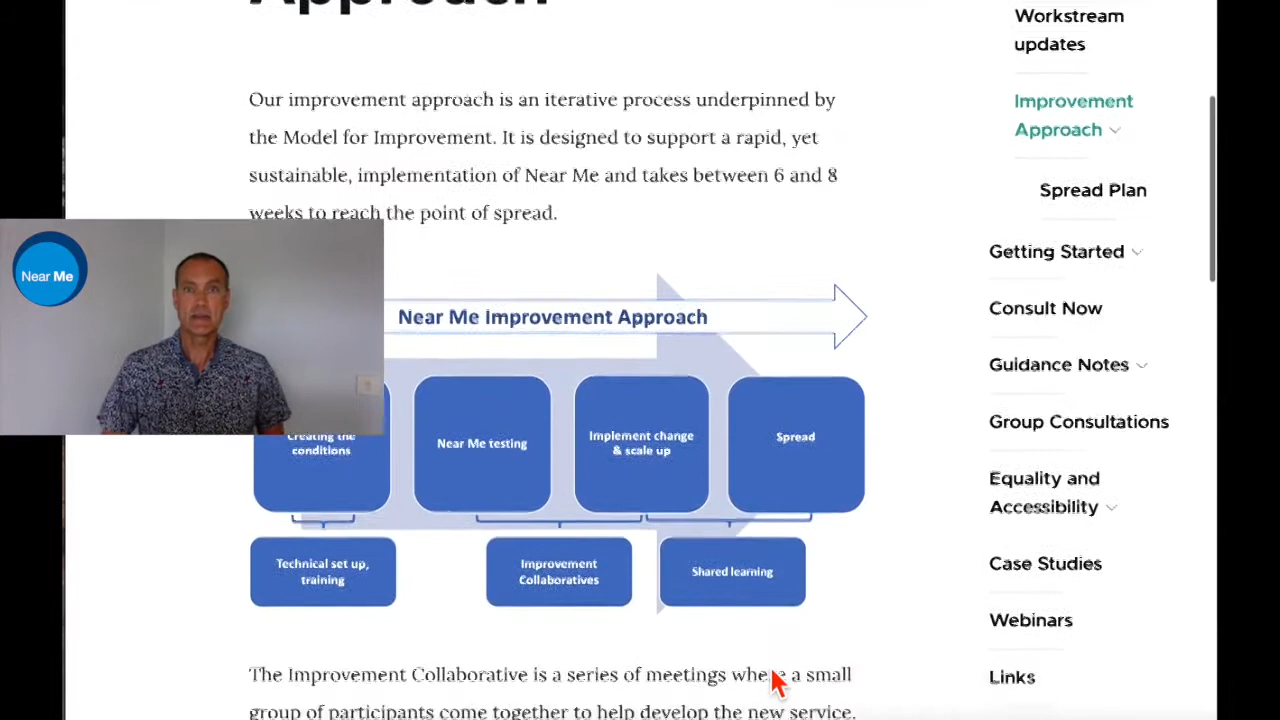 Approach
Our improvement approach is an iterative process underpinned by
the Model for Improvement. It is designed to support a rapid, yet
sustainable, implementation of Near Me and takes between 6 and 8
weeks to reach the point of spread.
Near Me
Near Me Improvement Approach
Creating the
conditions
Near Me testing
Implement change
& scale up
Spread
Technical set up,
training
Improvement
Collaboratives
Shared learning
The Improvement Collaborative is a series of meetings where a small
group of participants come together to help develop the new service.
Workstream
updates
Improvement
Approach
Spread Plan
Getting Started
Consult Now
Guidance Notes
Group Consultations
Equality and
Accessibility
Case Studies
Webinars
Links